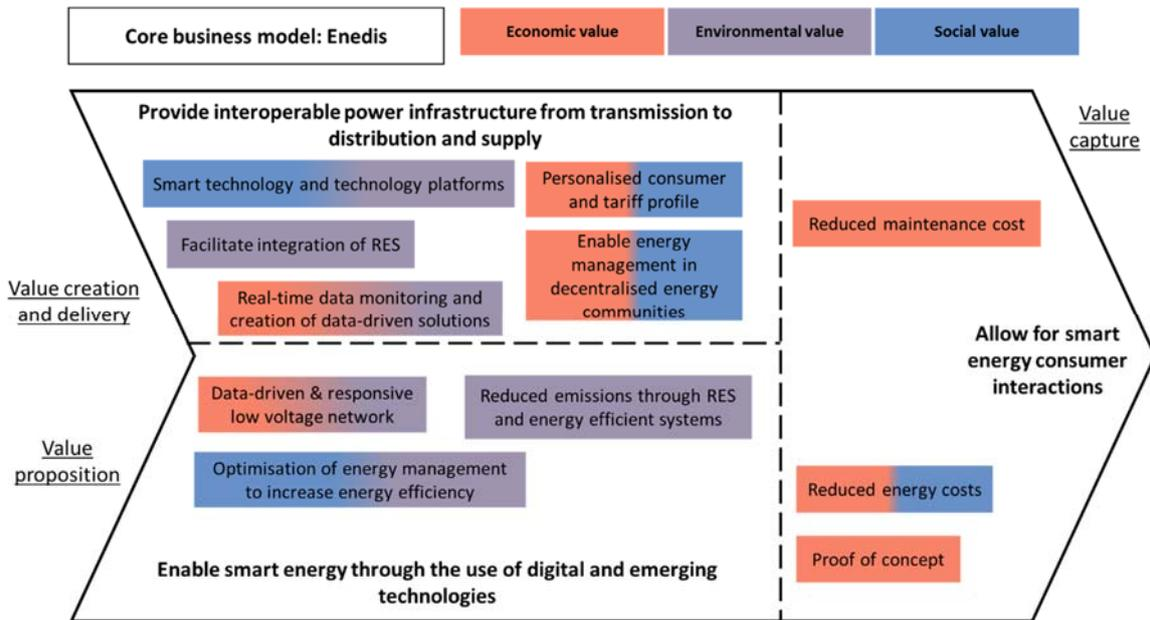 Core business model: Enedis
Economic value
Environmental value
Social value
Provide interoperable power infrastructure from transmission to
distribution and supply
Value
capture
Smart technology and technology platforms
Personalised consumer
and tariff profile
Reduced maintenance cost
Facilitate integration of RES
Enable energy
management in
decentralised energy
communities
Value creation
and delivery
Real-time data monitoring and
creation of data-driven solutions
Allow for smart
energy consumer
interactions
Data-driven & responsive
low voltage network
Reduced emissions through RES
and energy efficient systems
Value
proposition
Optimisation of energy management
to increase energy efficiency
Reduced energy costs
Proof of concept
Enable smart energy through the use of digital and emerging
technologies